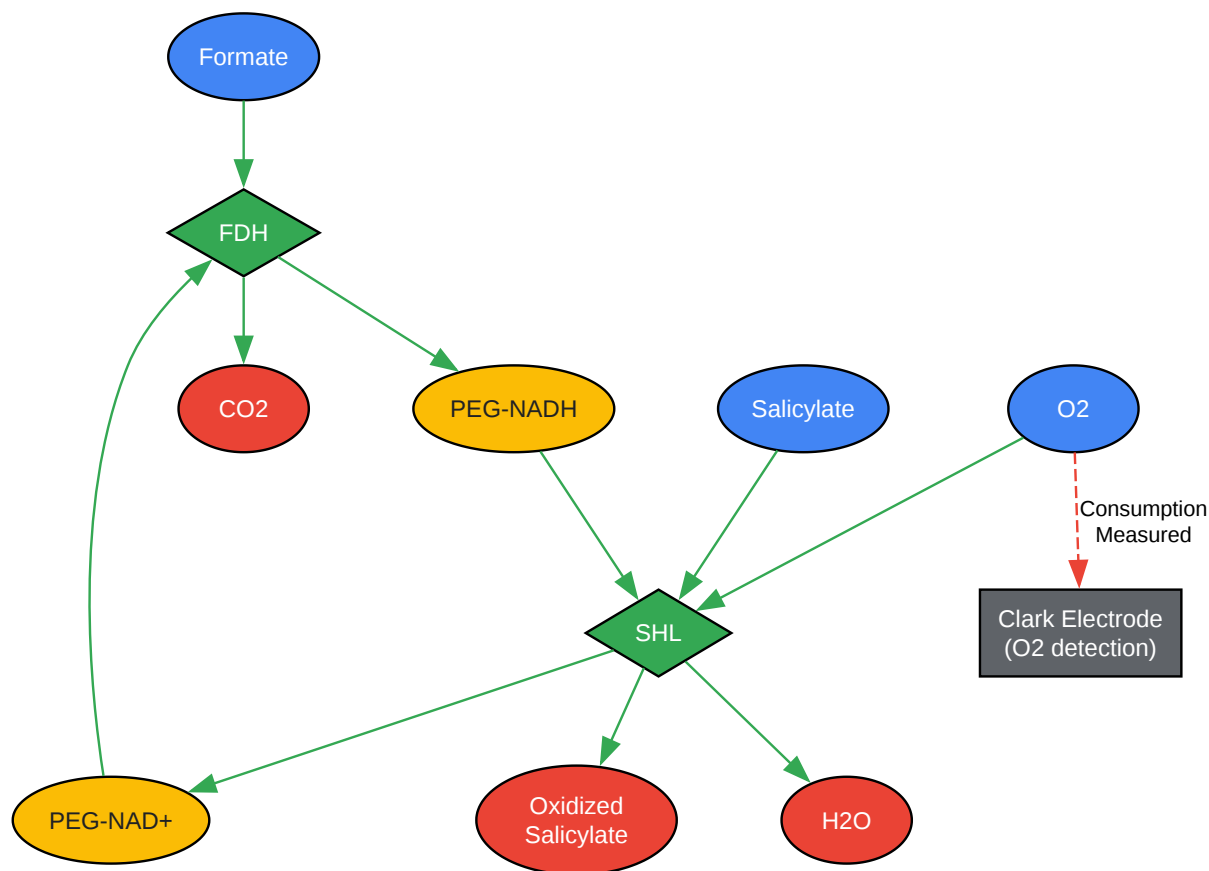 Formate
FDH
CO2
PEG-NADH
Salicylate
O2
Consumption
Measured
Clark Electrode
(O2 detection)
SHL
PEG-NAD+
Oxidized
Salicylate
H2O